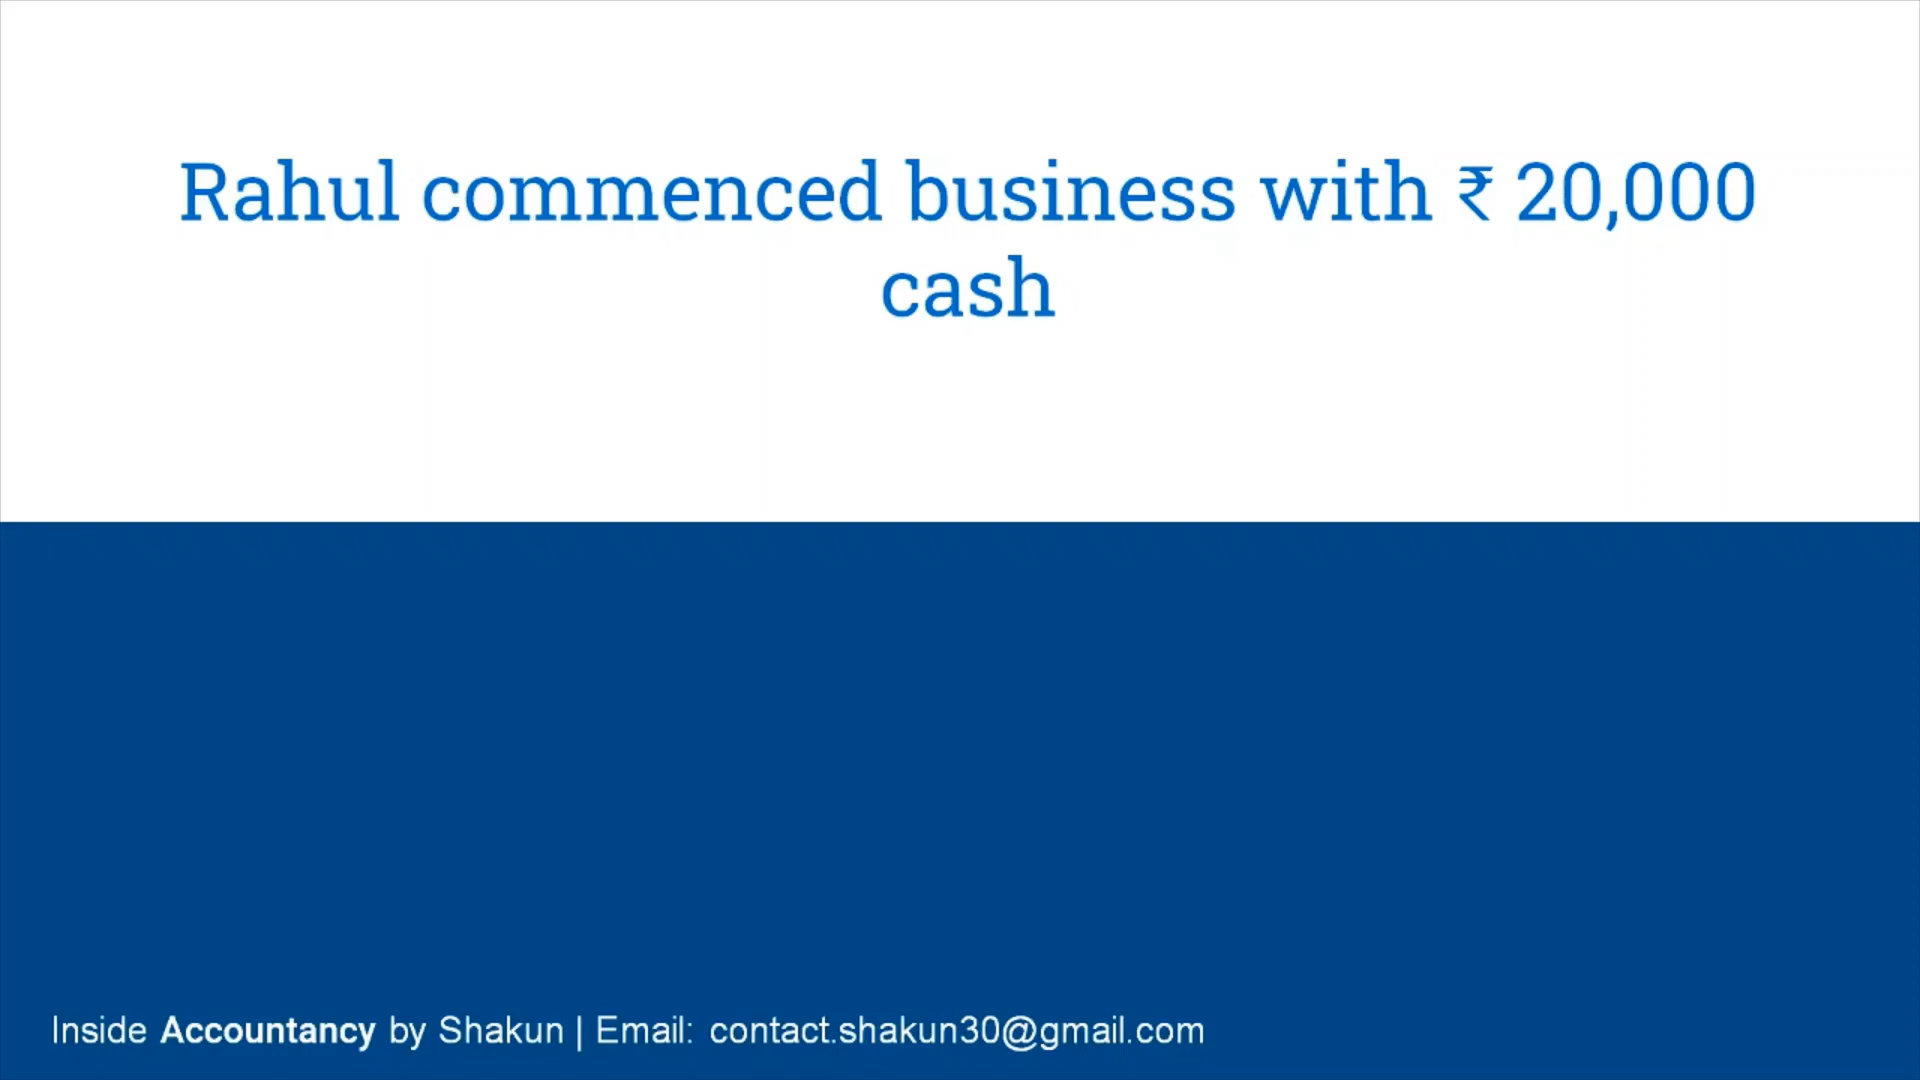 Rahul commenced business with ₹ 20,000
cash
Inside Accountancy by Shakun | Email: contact.shakun30@gmail.com